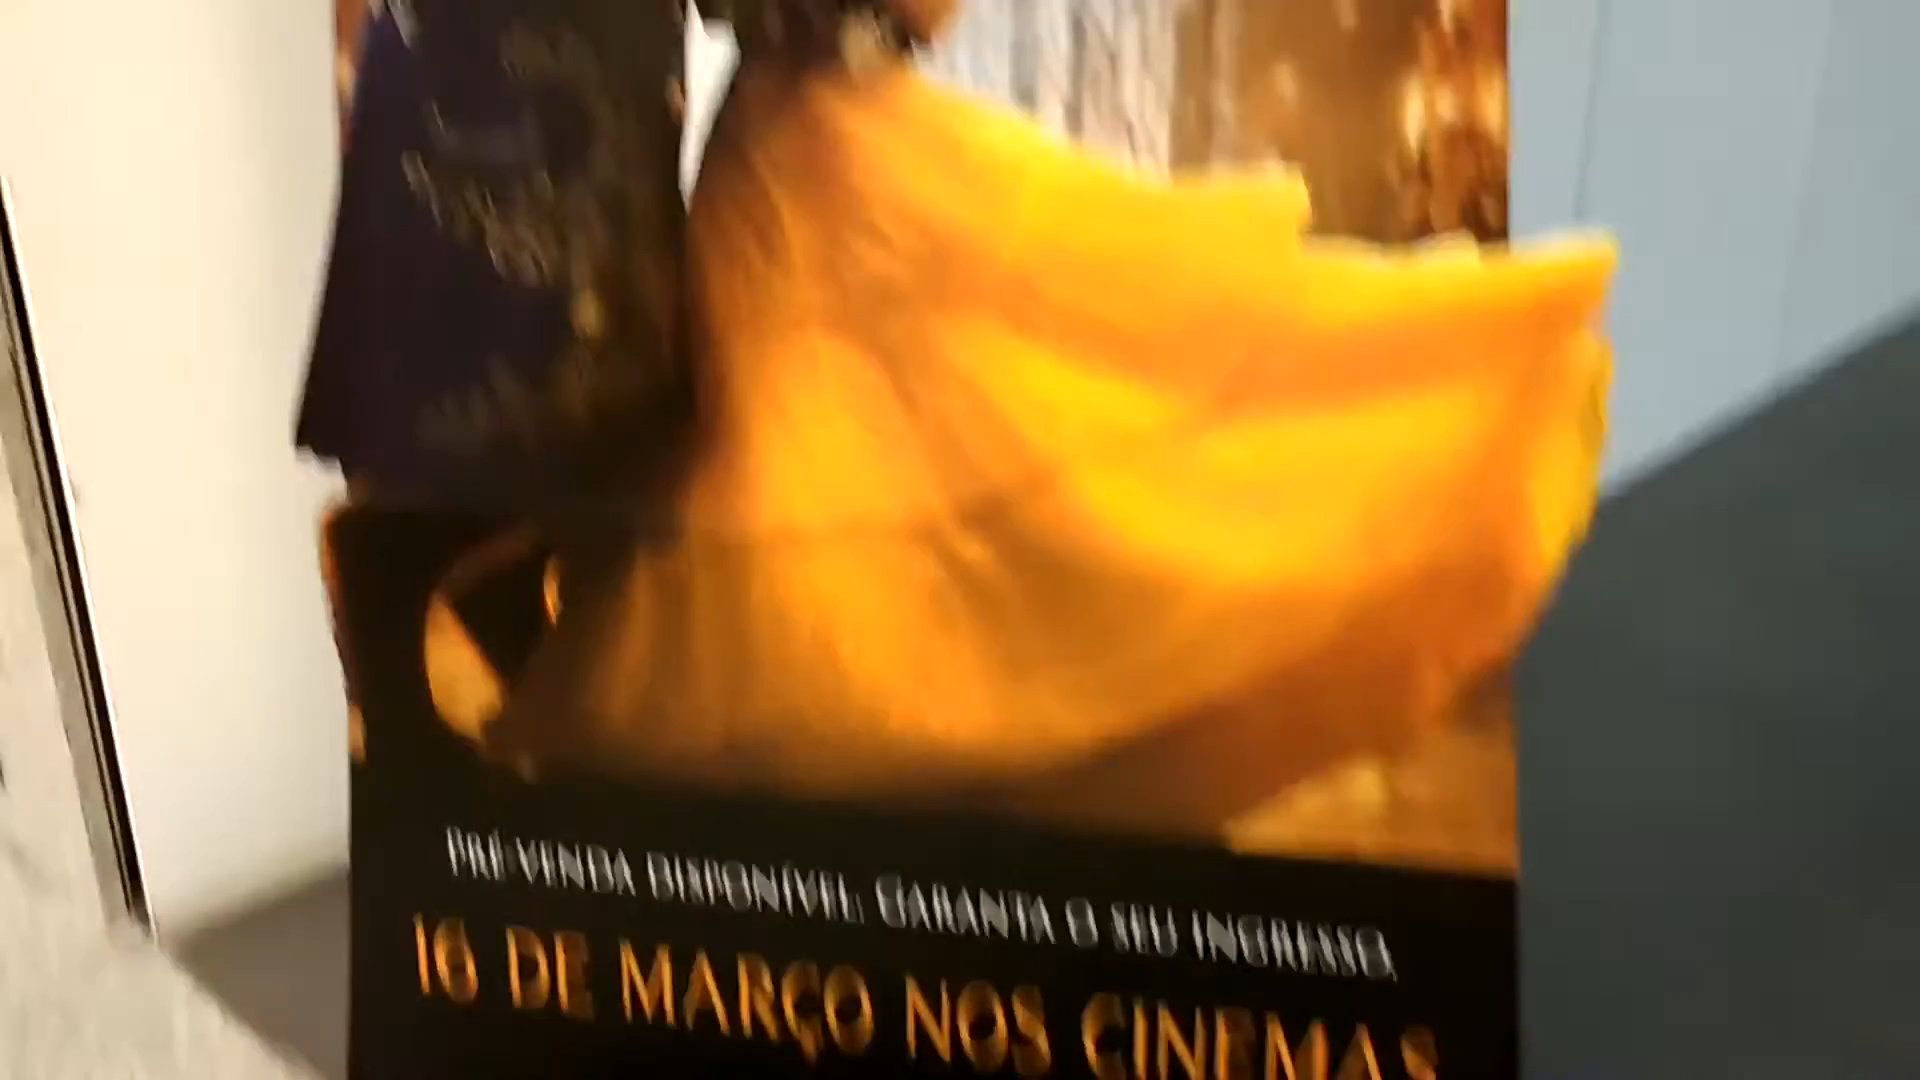 PRÉ-VENDA DISPONÍVEL. GARANTA O SEU INGRESSO.
16 DE MARÇO NOS CINEMAS